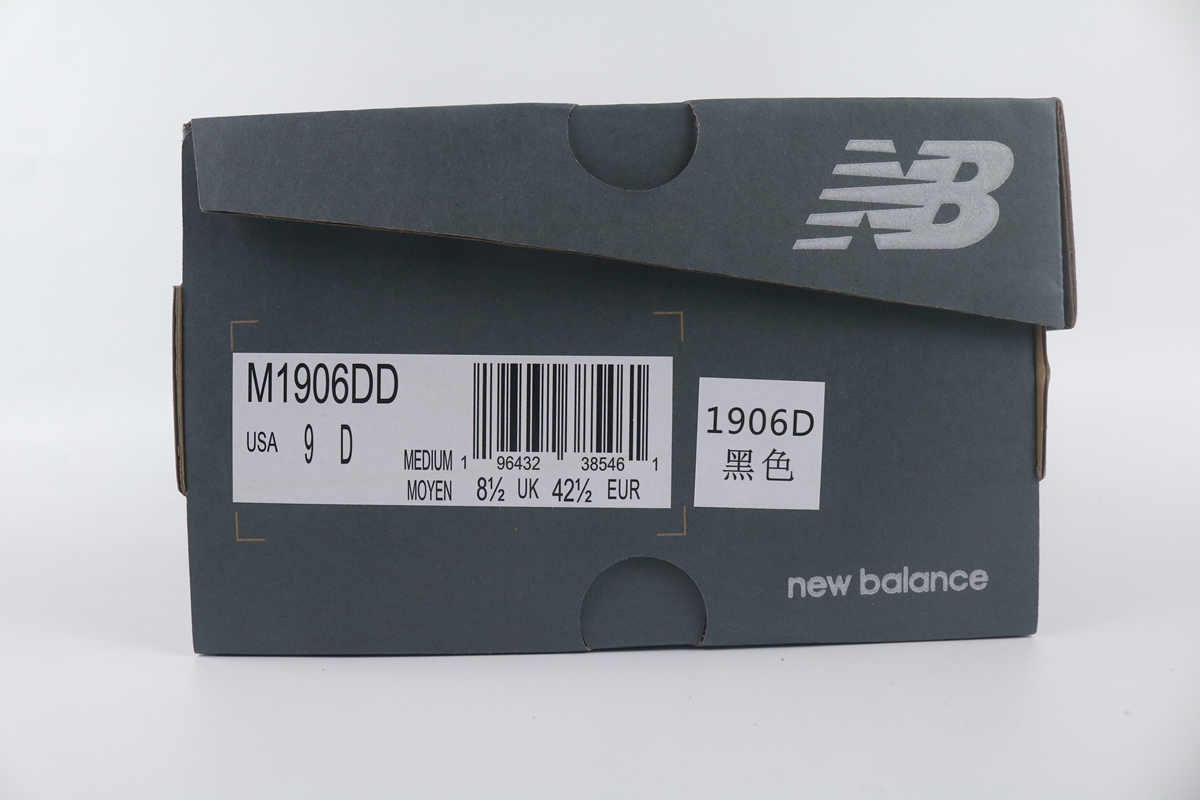 NB
M1906DD
USA 9 D
MEDIUM 1 96432 38546 1
MOYEN 8½ UK 42½ EUR
1906D
黑色
new balance